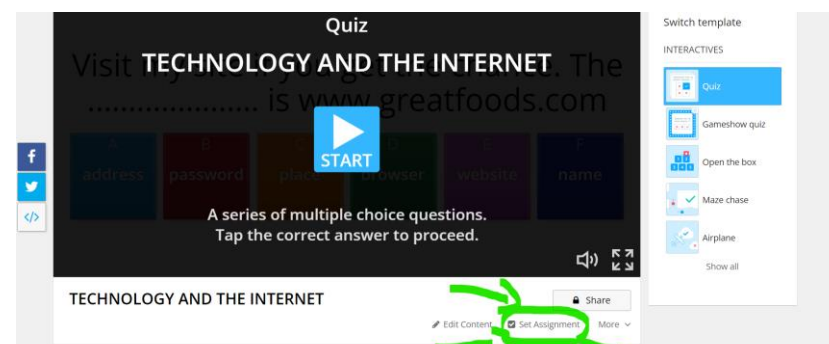 Quiz
TECHNOLOGY AND THE INTERNET
Visit my site if you get the chance. The
..................... is www.greatfoods.com
START
A
B
C
D
E
F
address
password
place
browser
website
name
A series of multiple choice questions.
Tap the correct answer to proceed.
TECHNOLOGY AND THE INTERNET
Share
Edit Content
Set Assignment
More
Switch template
INTERACTIVES
Quiz
Gameshow quiz
Open the box
Maze chase
Airplane
Show all